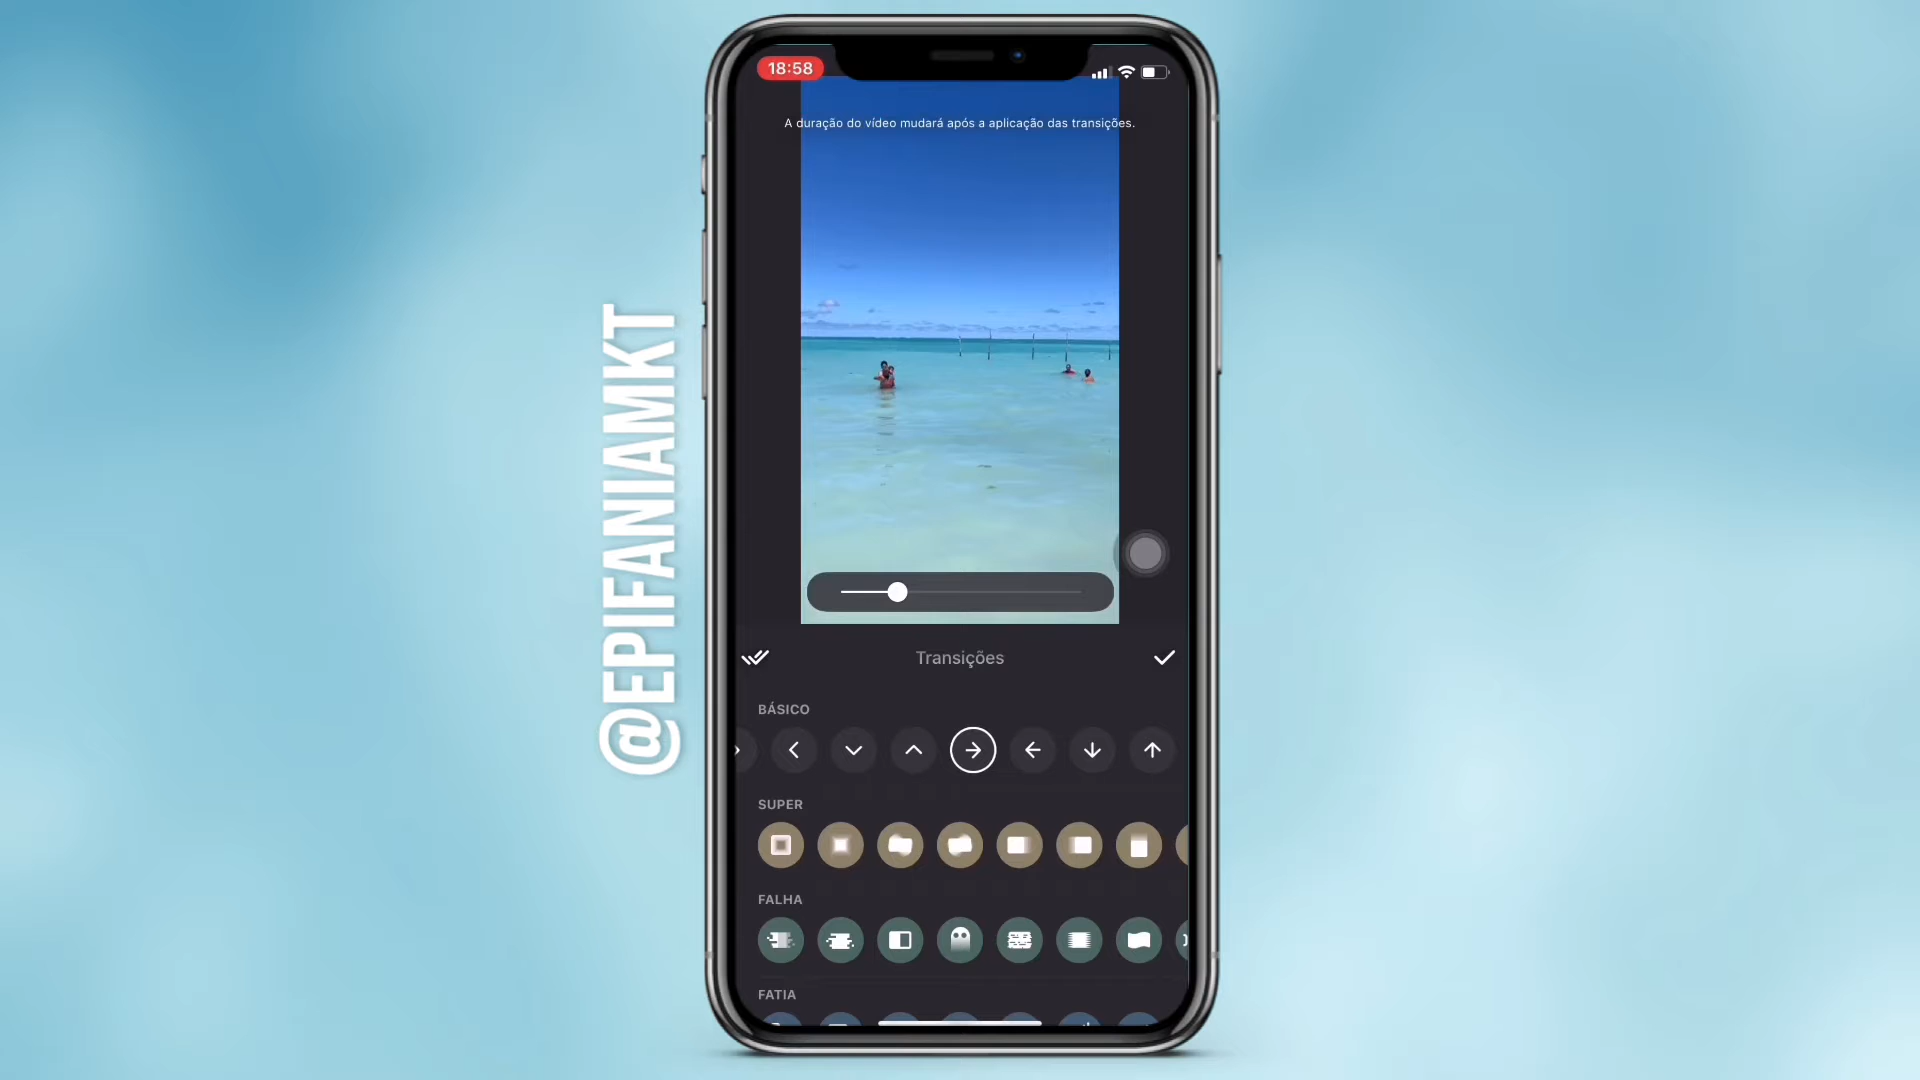 18:58
A duração do vídeo mudará após a aplicação das transições.
@EPIFANIAMKT
Transições
BÁSICO
SUPER
FALHA
FATIA